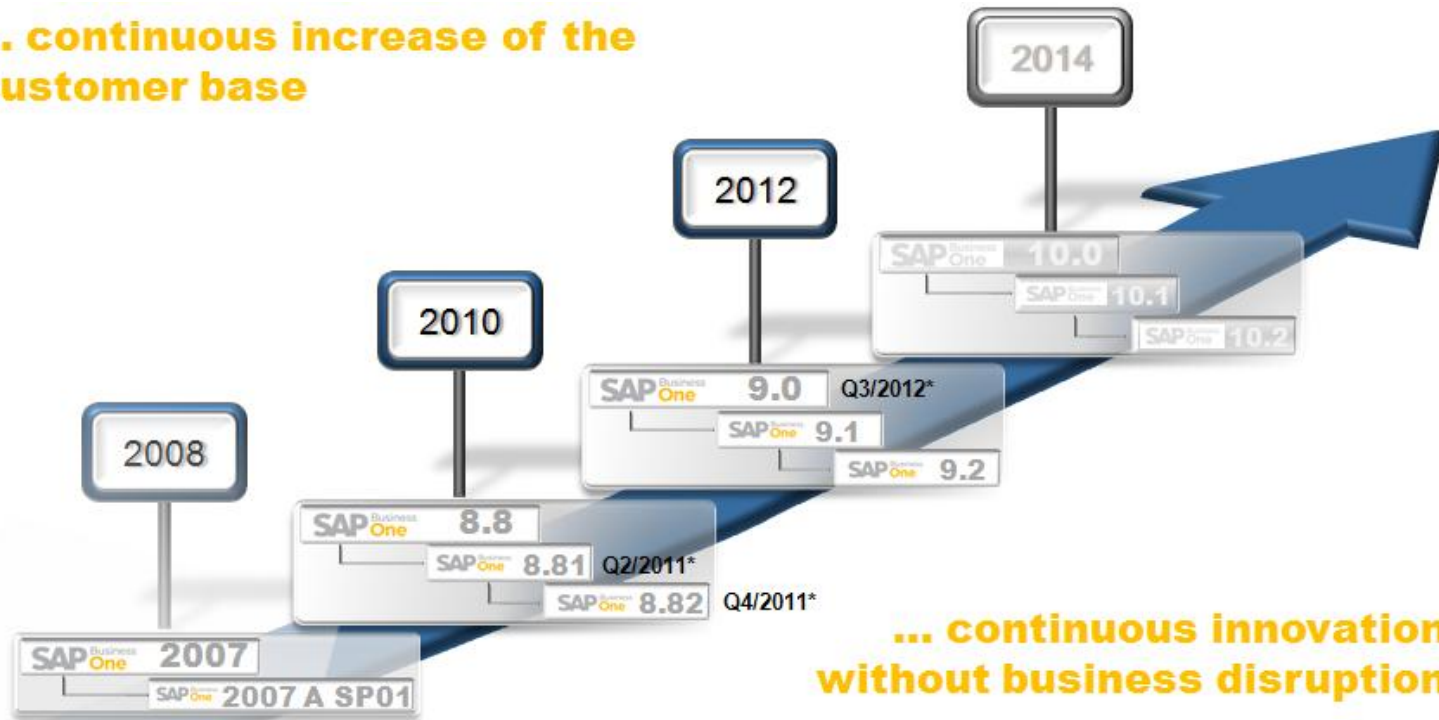 . continuous increase of the
ustomer base
2014
SAP Business One 10.0
SAP Business One 10.1
SAP Business One 10.2
2012
SAP Business One 9.0 Q3/2012*
SAP Business One 9.1
SAP Business One 9.2
2010
SAP Business One 8.8
SAP Business One 8.81 Q2/2011*
SAP Business One 8.82 Q4/2011*
2008
SAP Business One 2007
SAP Business One 2007 A SP01
... continuous innovation
without business disruption